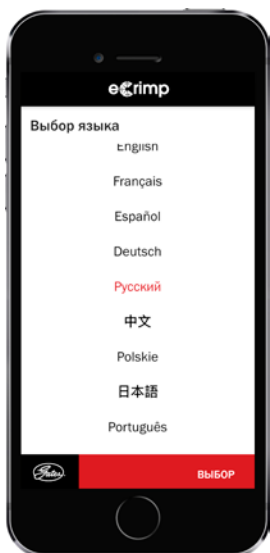 eCrimp
Выбор языка
English
Français
Español
Deutsch
Русский
中文
Polskie
日本語
Português
Gates
ВЫБОР